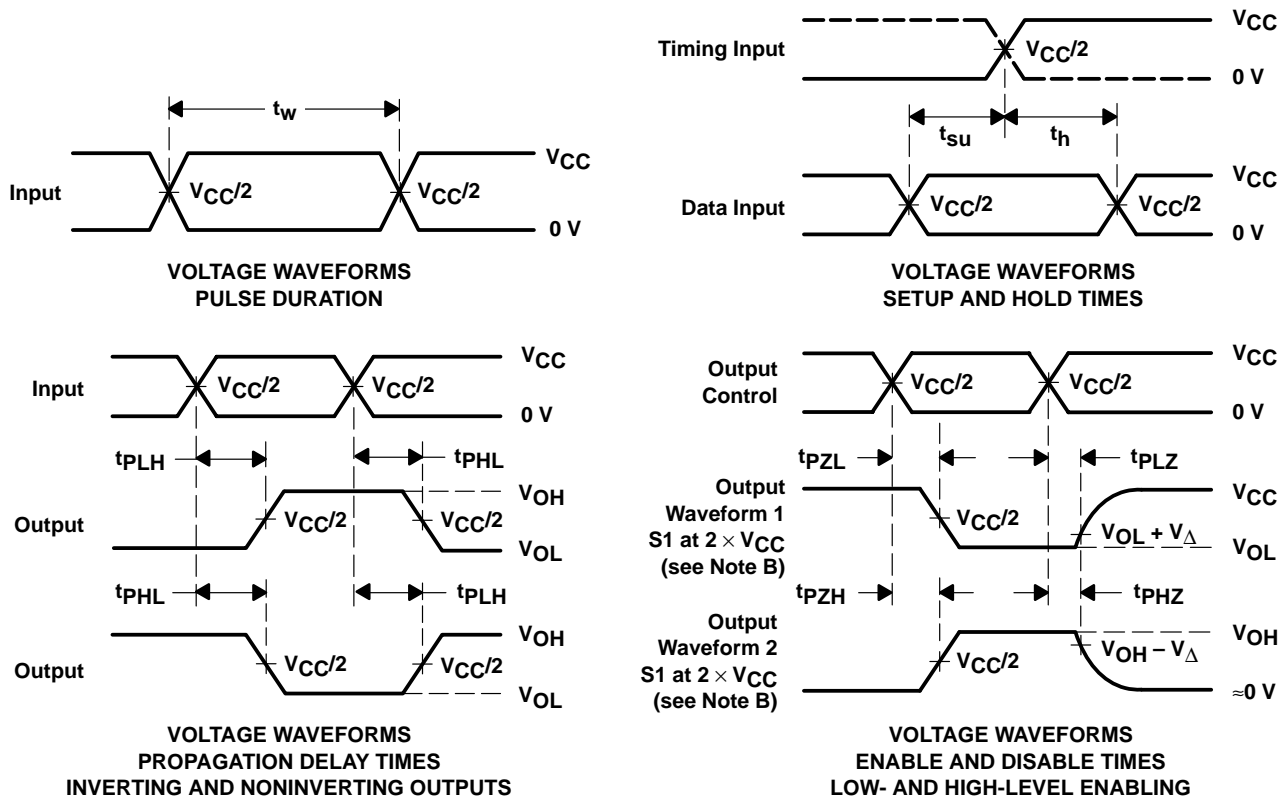 Input
tw
VCC/2
VCC/2
VCC
0 V
VOLTAGE WAVEFORMS
PULSE DURATION
Timing Input
VCC/2
VCC
0 V
tsu
th
Data Input
VCC/2
VCC/2
VCC
0 V
VOLTAGE WAVEFORMS
SETUP AND HOLD TIMES
Input
VCC/2
VCC/2
VCC
0 V
tPLH
tPHL
Output
VCC/2
VCC/2
VOH
VOL
tPHL
tPLH
Output
VCC/2
VCC/2
VOH
VOL
VOLTAGE WAVEFORMS
PROPAGATION DELAY TIMES
INVERTING AND NONINVERTING OUTPUTS
Output
Control
VCC/2
VCC/2
VCC
0 V
tPZL
tPLZ
Output
Waveform 1
S1 at 2 × VCC
(see Note B)
VCC/2
VOL + VΔ
VCC
VOL
tPZH
tPHZ
Output
Waveform 2
S1 at 2 × VCC
(see Note B)
VCC/2
VOH − VΔ
VOH
≈0 V
VOLTAGE WAVEFORMS
ENABLE AND DISABLE TIMES
LOW- AND HIGH-LEVEL ENABLING